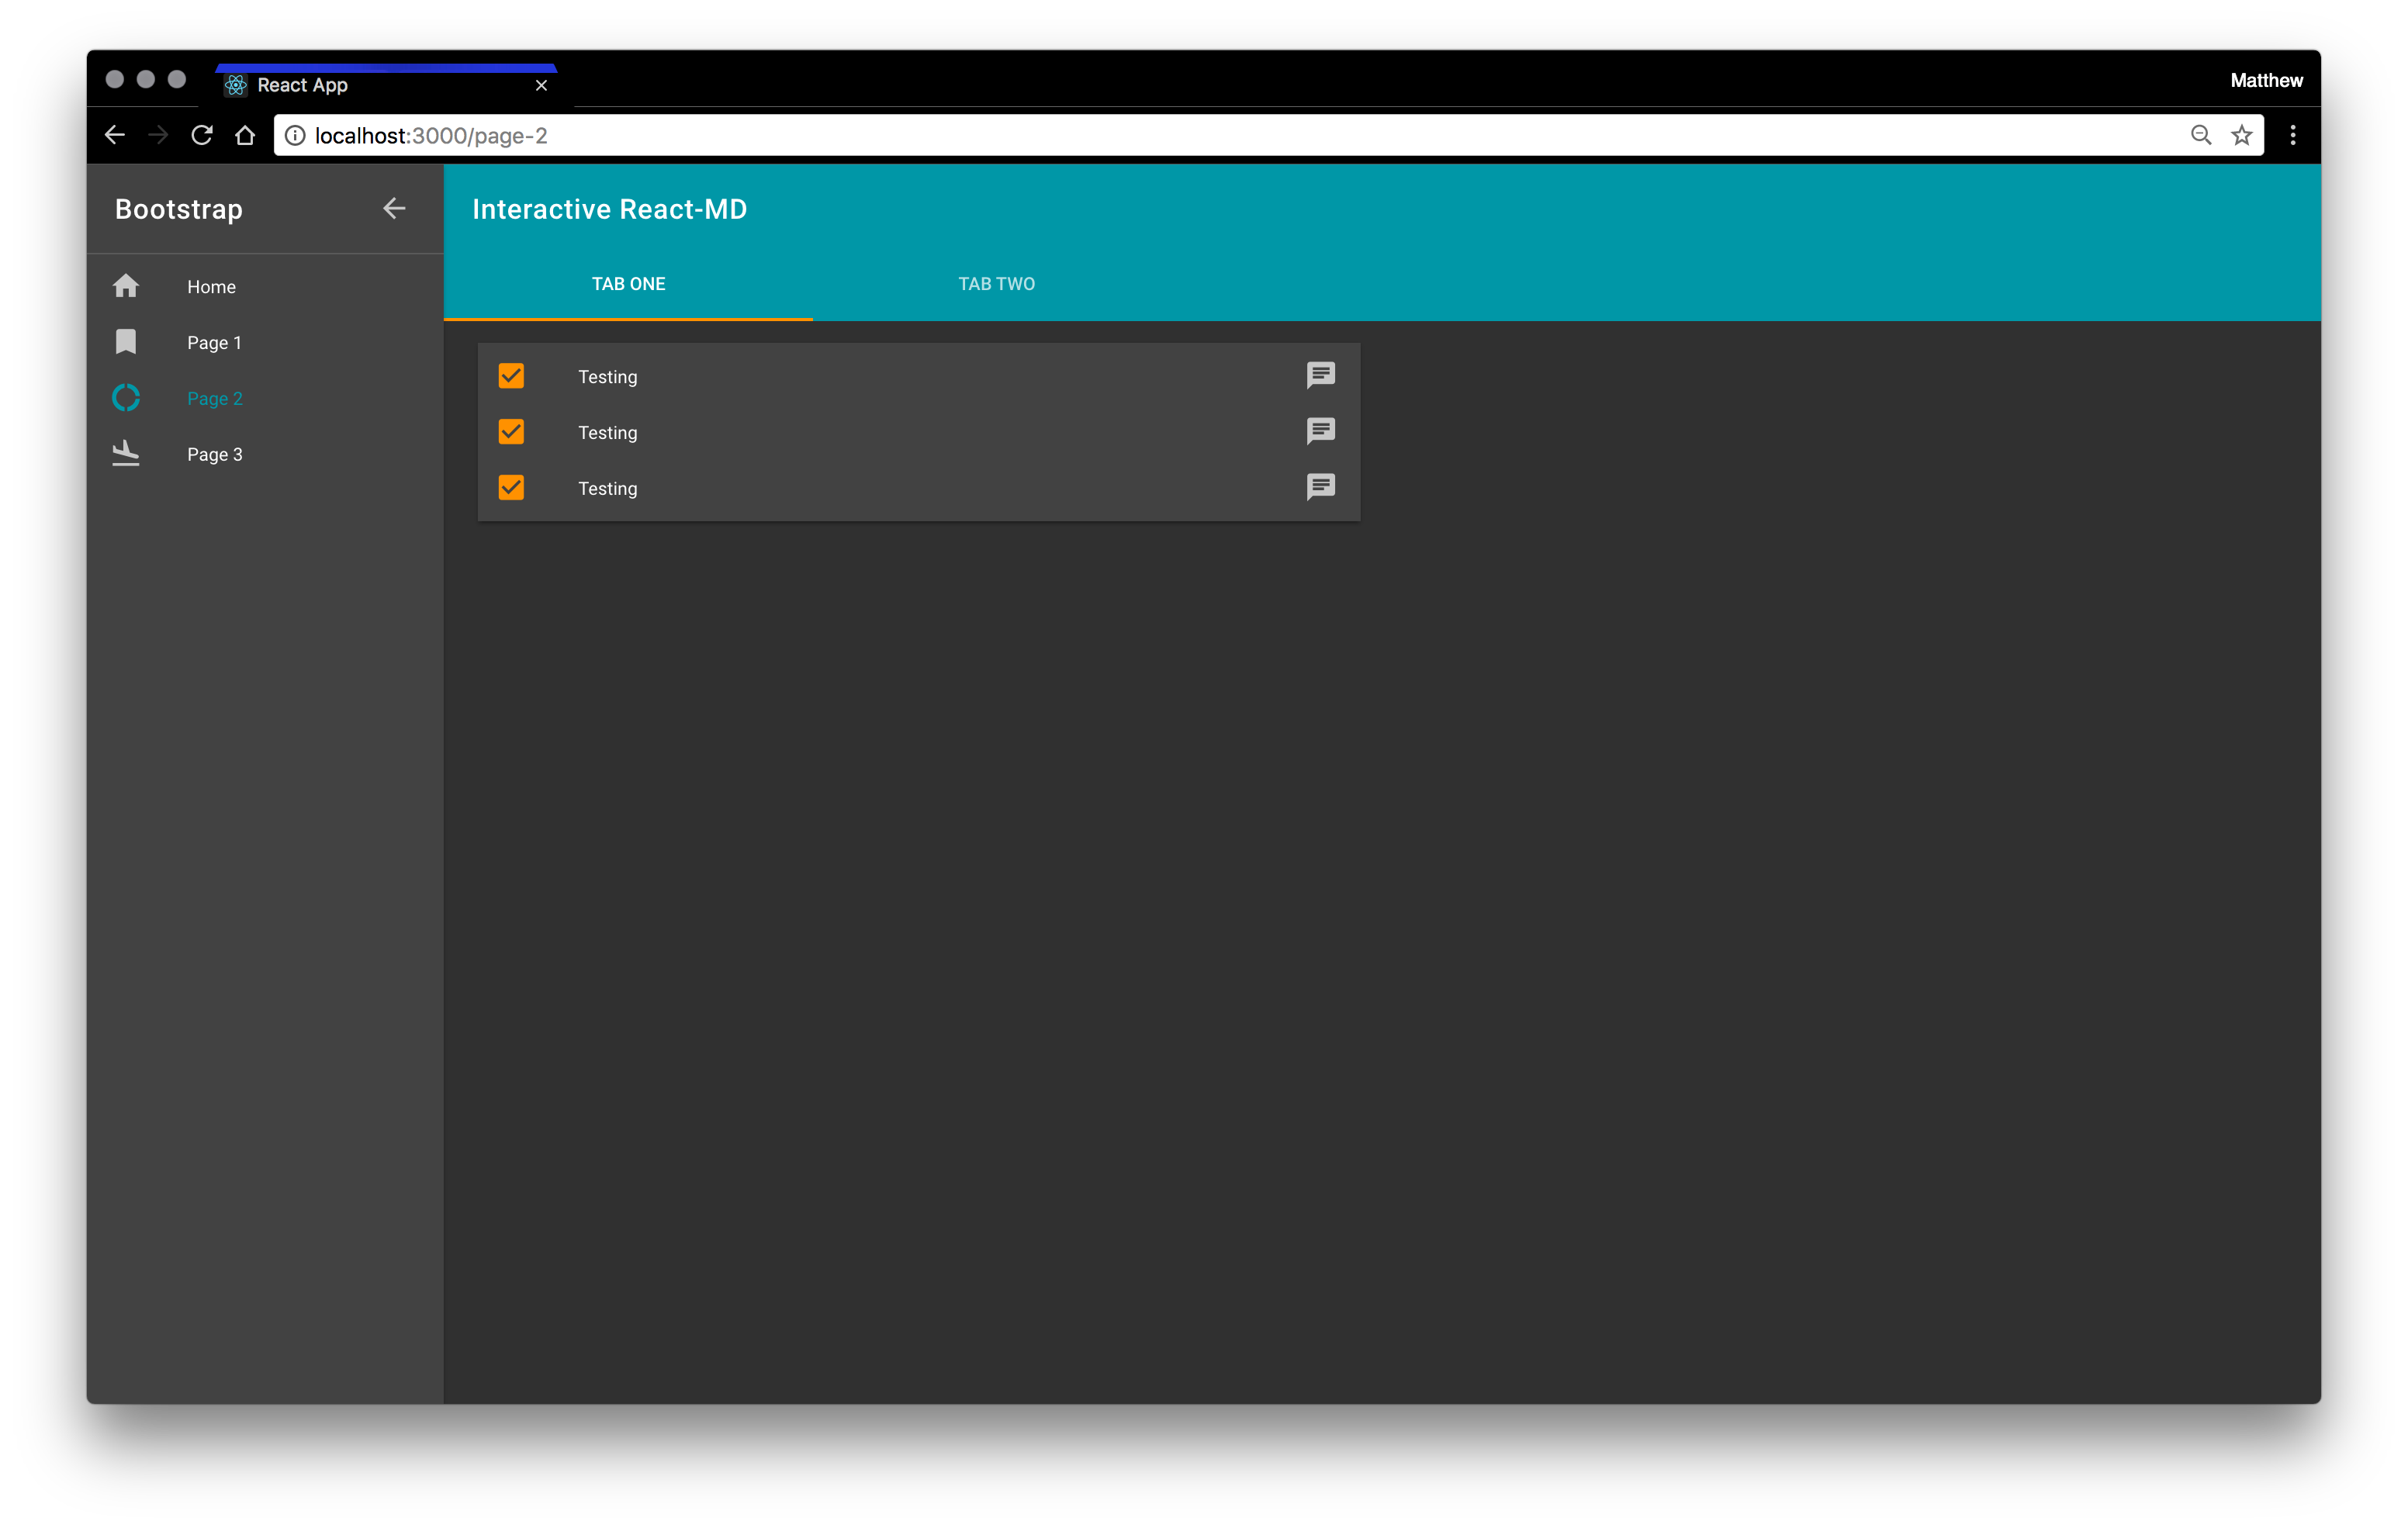 React App
Matthew
localhost:3000/page-2
Bootstrap
Interactive React-MD
TAB ONE
TAB TWO
Home
Page 1
Page 2
Page 3
Testing
Testing
Testing